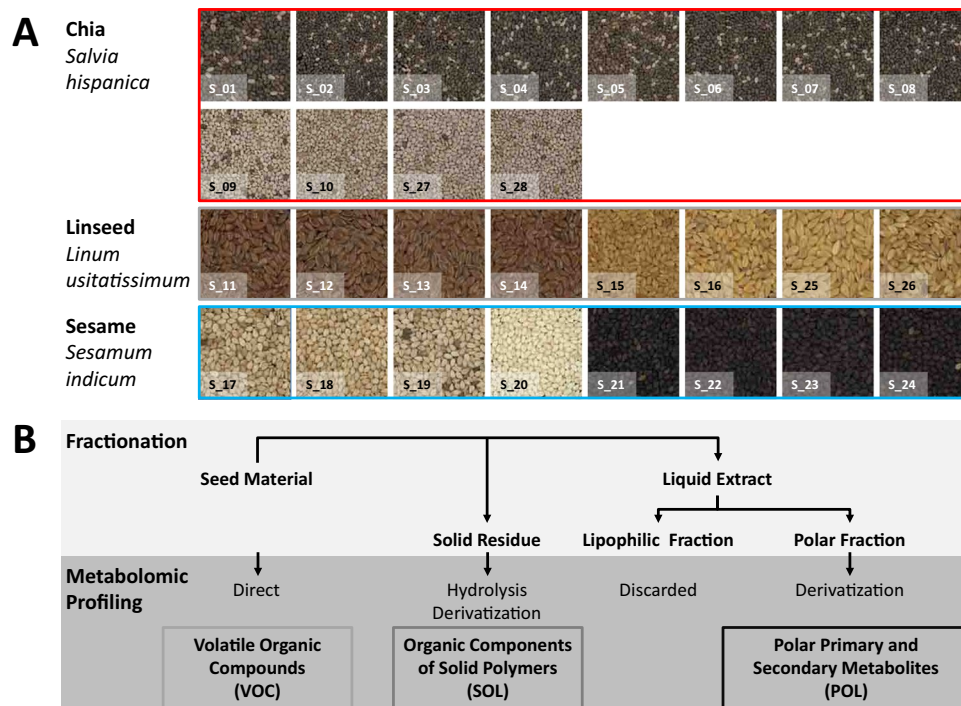 A
Chia
Salvia
hispanica
S_01 S_02 S_03 S_04 S_05 S_06 S_07 S_08
S_09 S_10 S_27 S_28
Linseed
Linum
usitatissimum
S_11 S_12 S_13 S_14 S_15 S_16 S_25 S_26
Sesame
Sesamum
indicum
S_17 S_18 S_19 S_20 S_21 S_22 S_23 S_24
B
Fractionation
Seed Material Liquid Extract
Solid Residue Lipophilic Fraction Polar Fraction
Metabolomic
Profiling
Direct Hydrolysis Discarded Derivatization
Derivatization
Volatile Organic
Compounds
(VOC)
Organic Components
of Solid Polymers
(SOL)
Polar Primary and
Secondary Metabolites
(POL)